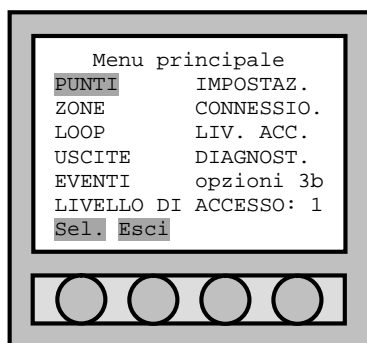 Menu principale
PUNTI IMPOSTAZ.
ZONE CONNESSIO.
LOOP LIV. ACC.
USCITE DIAGNOST.
EVENTI opzioni 3b
LIVELLO DI ACCESSO: 1
Sel. Esci